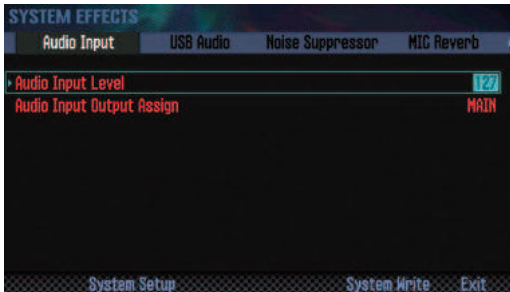 SYSTEM EFFECTS
Audio Input USB Audio Noise Suppressor MIC Reverb
Audio Input Level 127
Audio Input Output Assign MAIN
System Setup System Write Exit